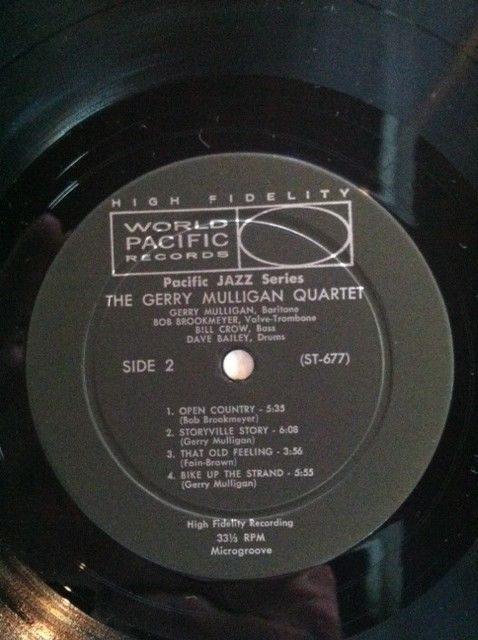 HIGH FIDELITY
WORLD
PACIFIC
RECORDS
Pacific JAZZ Series
THE GERRY MULLIGAN QUARTET
GERRY MULLIGAN, Baritone
BOB BROOKMEYER, Valve-Trombone
BILL CROW, Bass
DAVE BAILEY, Drums
SIDE 2 (ST-677)
1. OPEN COUNTRY - 5:35
(Bob Brookmeyer)
2. STORYVILLE STORY - 6:08
(Gerry Mulligan)
3. THAT OLD FEELING - 3:56
(Fain-Brown)
4. BIKE UP THE STRAND - 5:55
(Gerry Mulligan)
High Fidelity Recording
33⅓ RPM
Microgroove